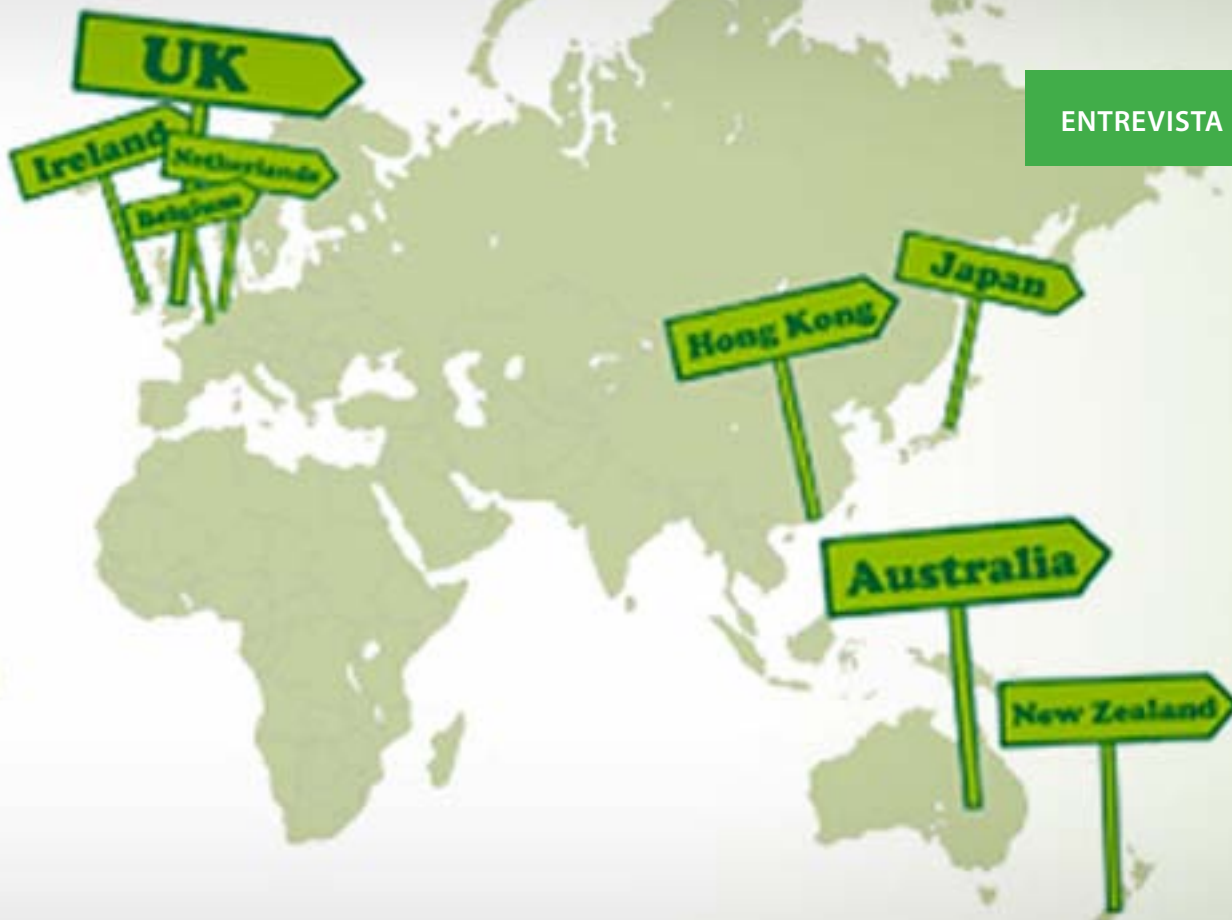 UK
ENTREVISTA
Ireland
Netherlands
Belgium
Japan
Hong Kong
Australia
New Zealand